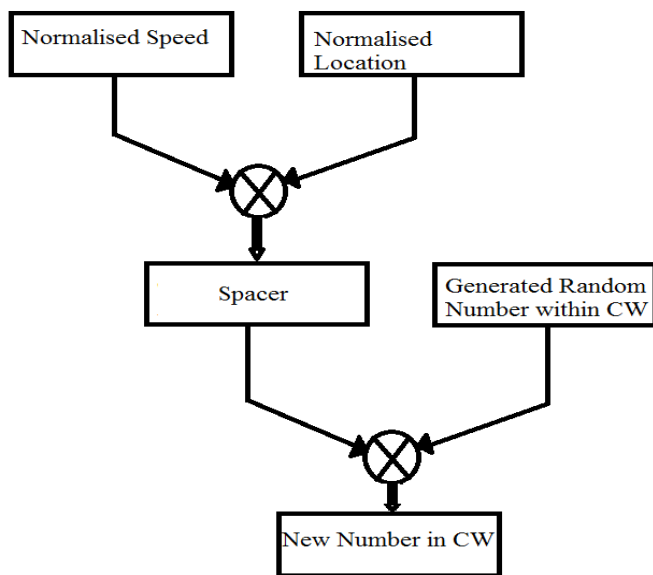 Normalised Speed
Normalised
Location
Spacer
Generated Random
Number within CW
New Number in CW